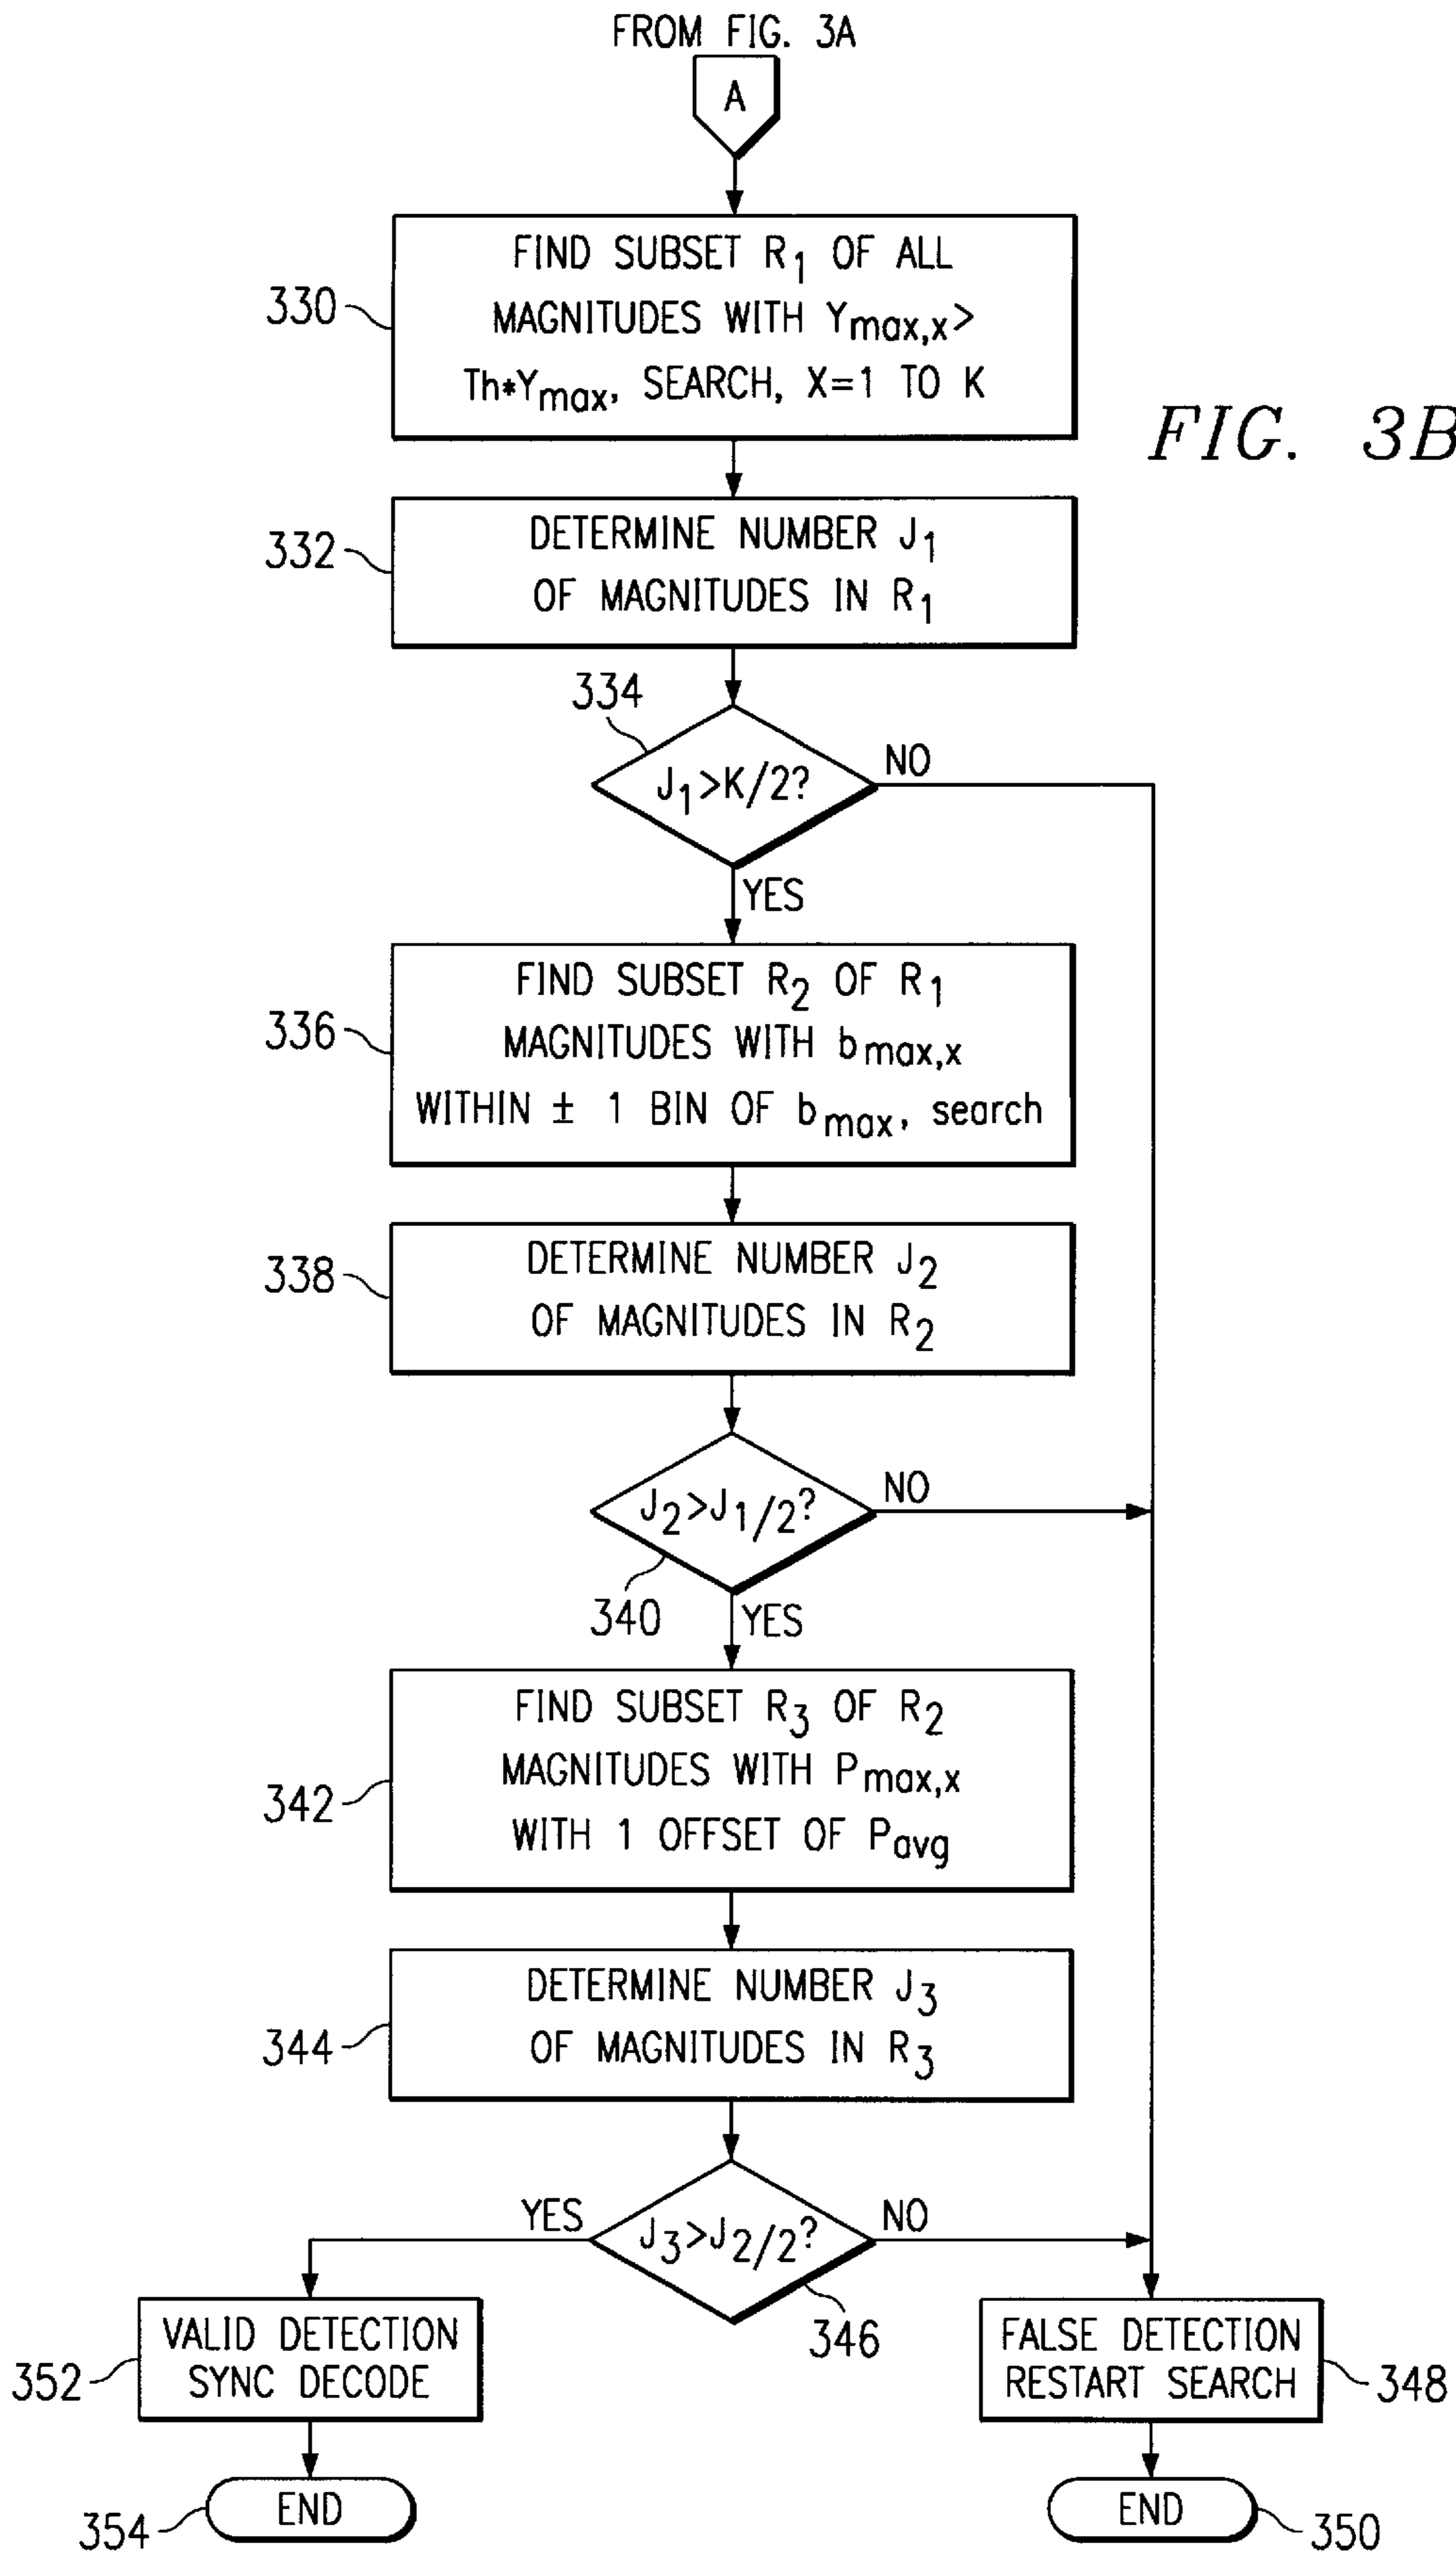 FROM FIG. 3A
A
330
FIND SUBSET R1 OF ALL
MAGNITUDES WITH Ymax,x>
Th*Ymax, SEARCH, X=1 TO K
FIG. 3B
332
DETERMINE NUMBER J1
OF MAGNITUDES IN R1
334
J1>K/2?
NO
YES
336
FIND SUBSET R2 OF R1
MAGNITUDES WITH bmax,x
WITHIN ± 1 BIN OF bmax, search
338
DETERMINE NUMBER J2
OF MAGNITUDES IN R2
J2>J1/2?
NO
340
YES
342
FIND SUBSET R3 OF R2
MAGNITUDES WITH Pmax,x
WITH 1 OFFSET OF Pavg
344
DETERMINE NUMBER J3
OF MAGNITUDES IN R3
YES
J3>J2/2?
NO
346
352
VALID DETECTION
SYNC DECODE
FALSE DETECTION
RESTART SEARCH
348
354
END
END
350